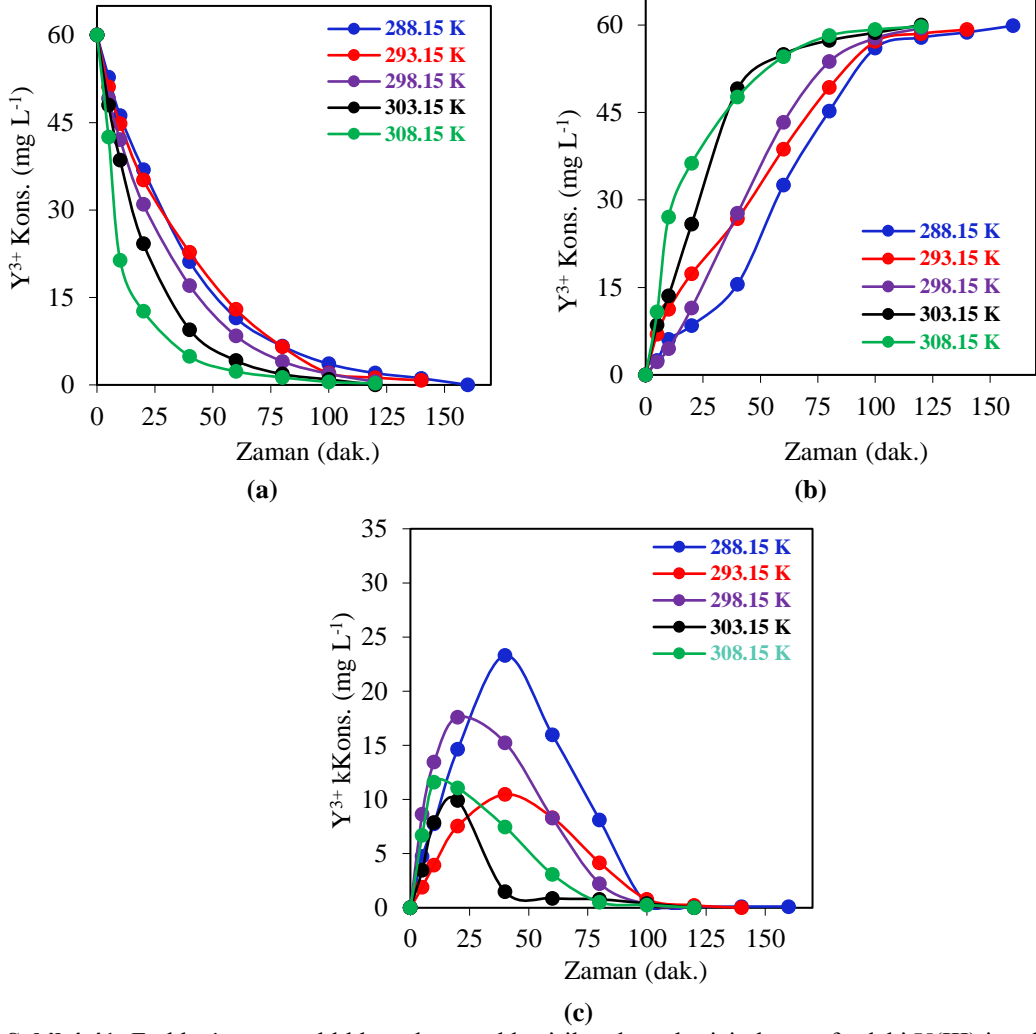 60
45
30
15
0
Y³⁺ Kons. (mg L⁻¹)
288.15 K
293.15 K
298.15 K
303.15 K
308.15 K
0 25 50 75 100 125 150
Zaman (dak.)
(a)
60
45
30
15
0
Y³⁺ Kons. (mg L⁻¹)
288.15 K
293.15 K
298.15 K
303.15 K
308.15 K
0 25 50 75 100 125 150
Zaman (dak.)
(b)
35
30
25
20
15
10
5
0
Y³⁺ kKons. (mg L⁻¹)
288.15 K
293.15 K
298.15 K
303.15 K
308.15 K
0 25 50 75 100 125 150
Zaman (dak.)
(c)